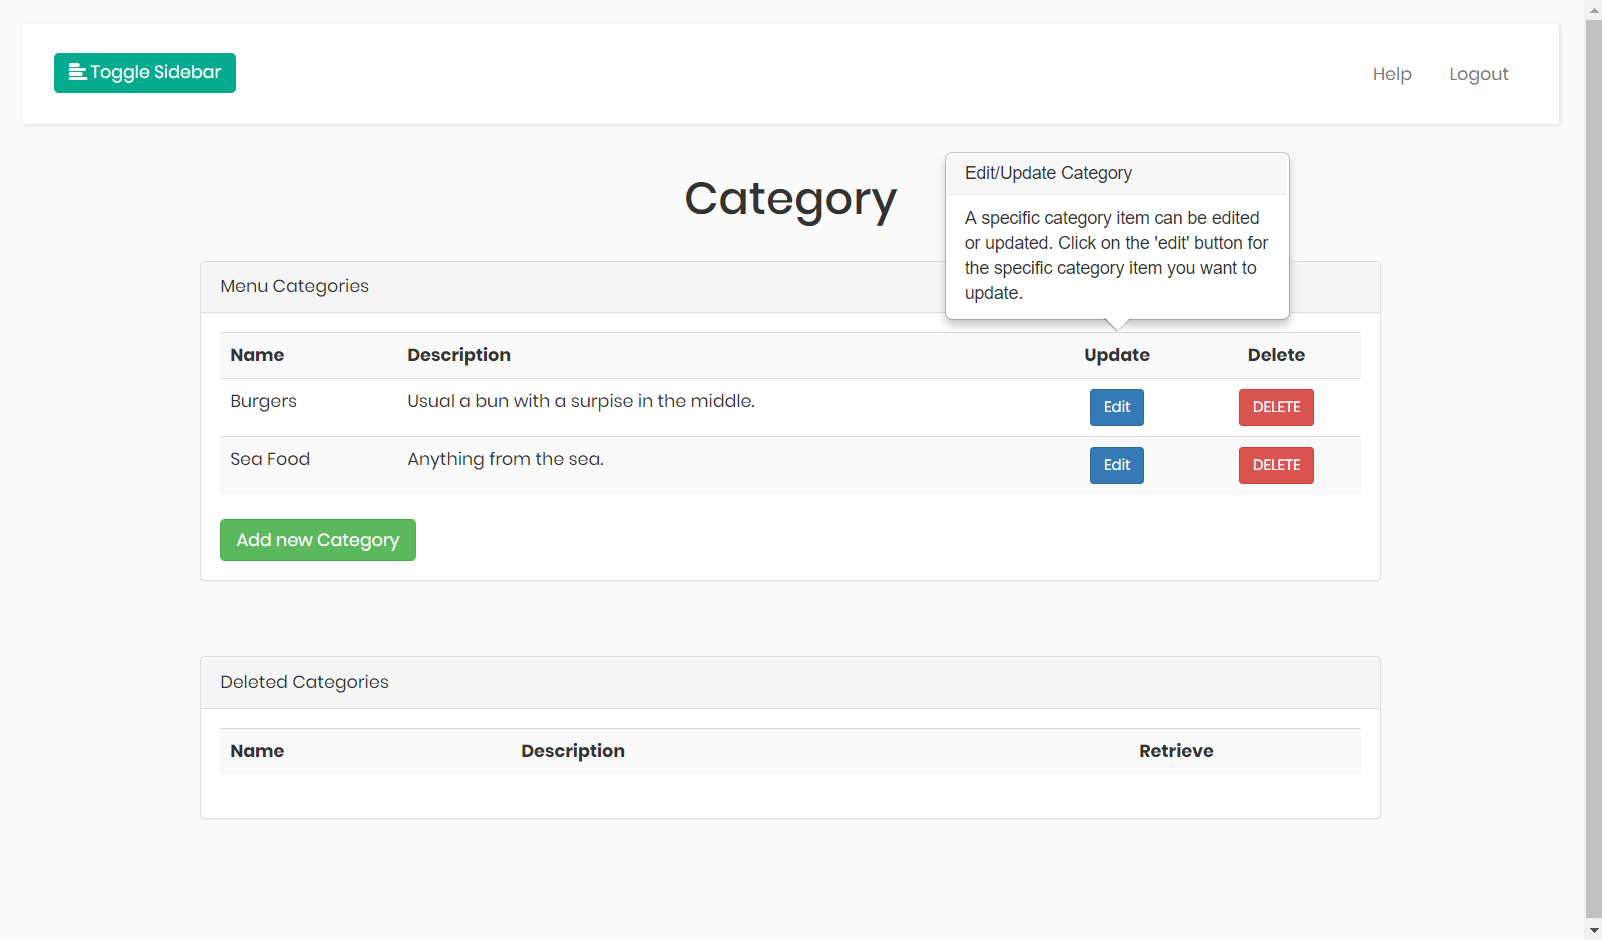 Toggle Sidebar
Help
Logout
Category
Edit/Update Category
A specific category item can be edited
or updated. Click on the 'edit' button for
the specific category item you want to
update.
Menu Categories
Name Description Update Delete
Burgers Usual a bun with a surpise in the middle. Edit DELETE
Sea Food Anything from the sea. Edit DELETE
Add new Category
Deleted Categories
Name Description Retrieve